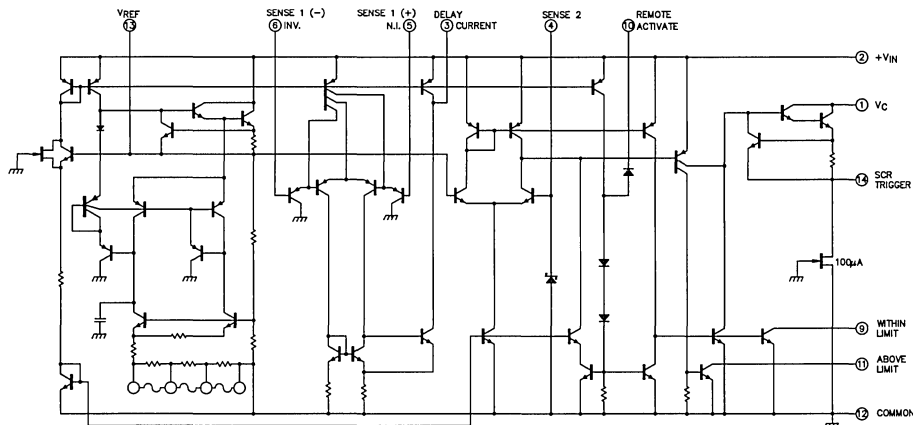 VREF
13
SENSE 1 (-)
6 INV.
SENSE 1 (+)
N.I. 5
DELAY
3 CURRENT
SENSE 2
4
REMOTE
10 ACTIVATE
2 +VIN
1 VC
14 SCR
TRIGGER
100µA
9 WITHIN
LIMIT
11 ABOVE
LIMIT
12 COMMON